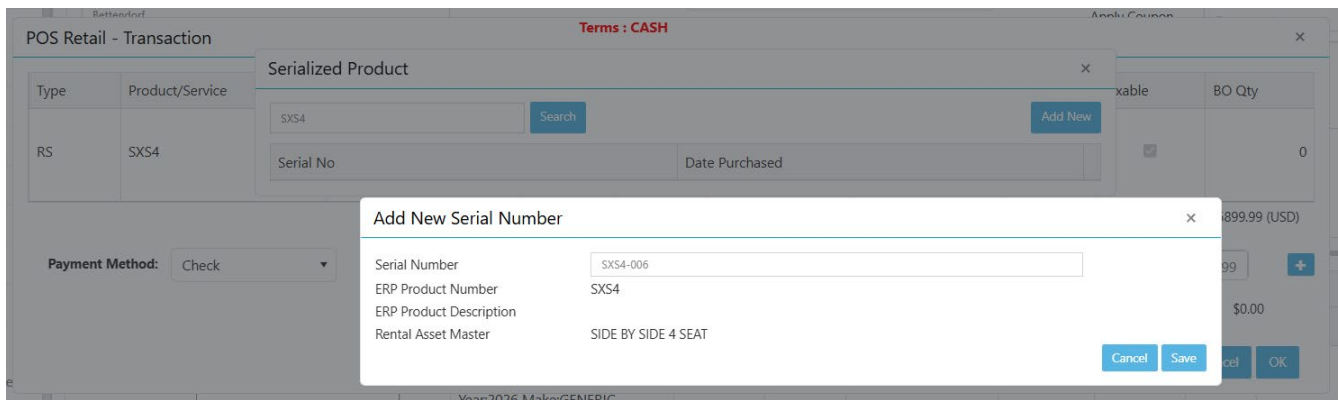 Bettendorf
Apply Coupon
Terms : CASH
POS Retail - Transaction
×
Serialized Product
×
Type Product/Service xable BO Qty
SXS4 Search Add New
RS SXS4 0
Serial No Date Purchased
Add New Serial Number
×
899.99 (USD)
Payment Method: Check
99 +
Serial Number SXS4-006
ERP Product Number SXS4
ERP Product Description
$0.00
Rental Asset Master SIDE BY SIDE 4 SEAT
Cancel Save
cel OK
Year:2026 Make:GENERIC